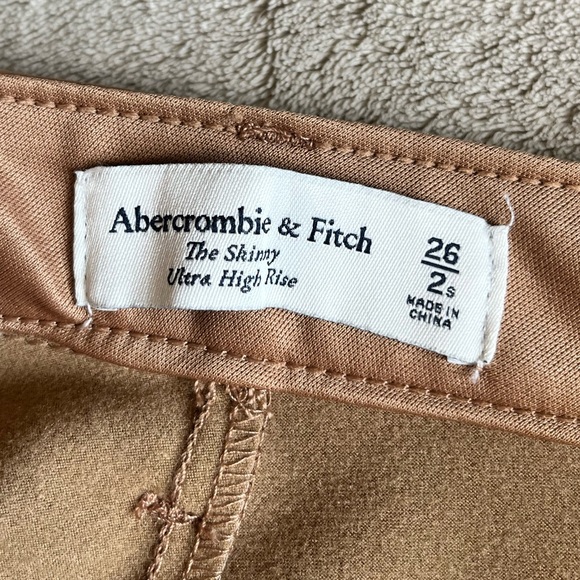 Abercrombie & Fitch
The Skinny
Ultra High Rise
26
2s
MADE IN
CHINA